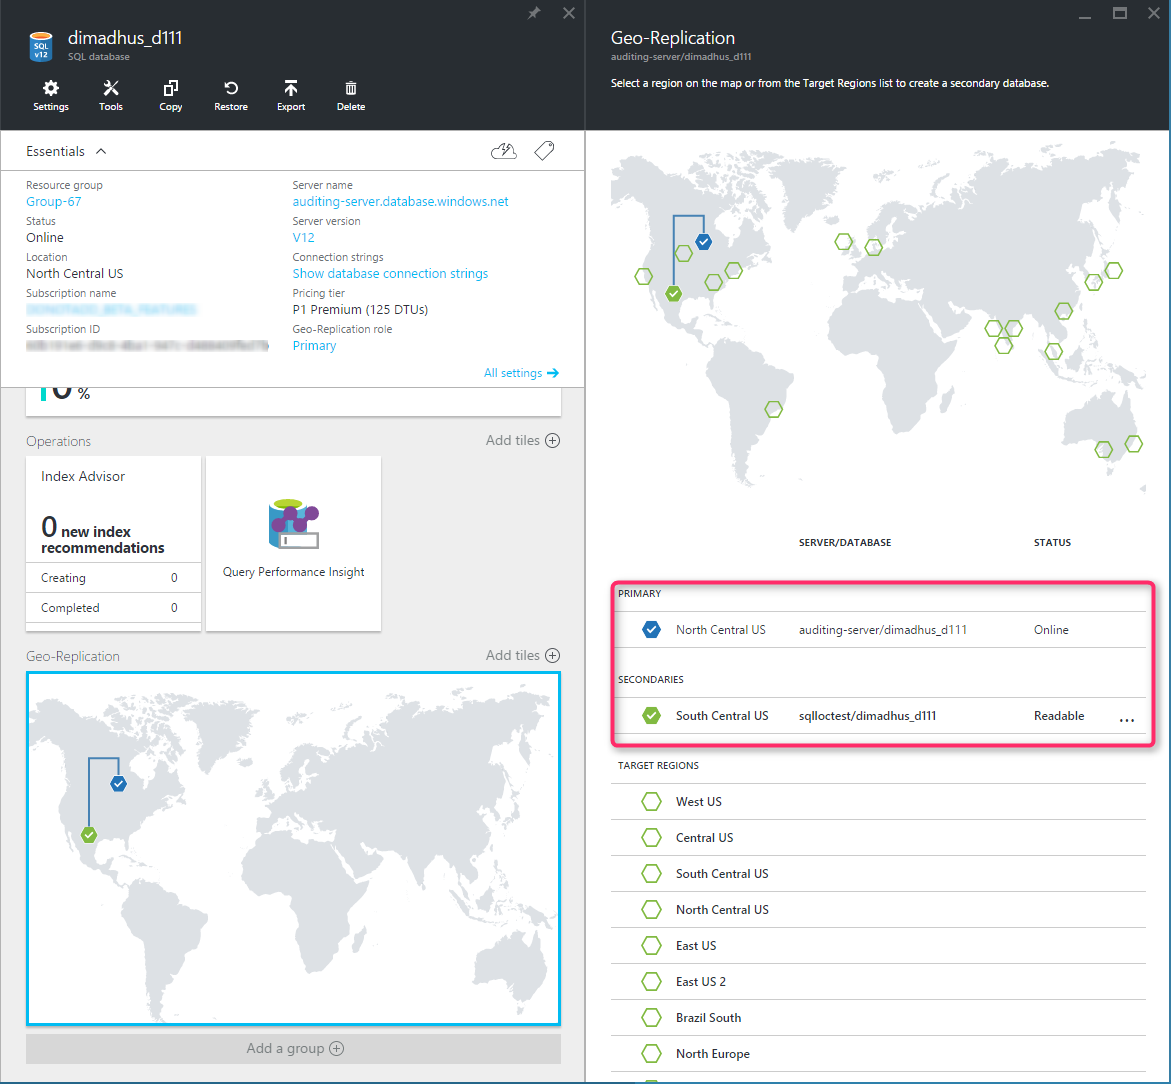 dimadhus_d111
SQL database
SQL
v12
Settings
Tools
Copy
Restore
Export
Delete
Essentials
Resource group
Group-67
Status
Online
Location
North Central US
Subscription name
Subscription ID
Server name
auditing-server.database.windows.net
Server version
V12
Connection strings
Show database connection strings
Pricing tier
P1 Premium (125 DTUs)
Geo-Replication role
Primary
All settings
%
Operations
Add tiles
Index Advisor
0 new index
recommendations
Creating 0
Completed 0
Query Performance Insight
Geo-Replication
Add tiles
Add a group
Geo-Replication
auditing-server/dimadhus_d111
Select a region on the map or from the Target Regions list to create a secondary database.
SERVER/DATABASE STATUS
PRIMARY
North Central US auditing-server/dimadhus_d111 Online
SECONDARIES
South Central US sqlloctest/dimadhus_d111 Readable ...
TARGET REGIONS
West US
Central US
South Central US
North Central US
East US
East US 2
Brazil South
North Europe